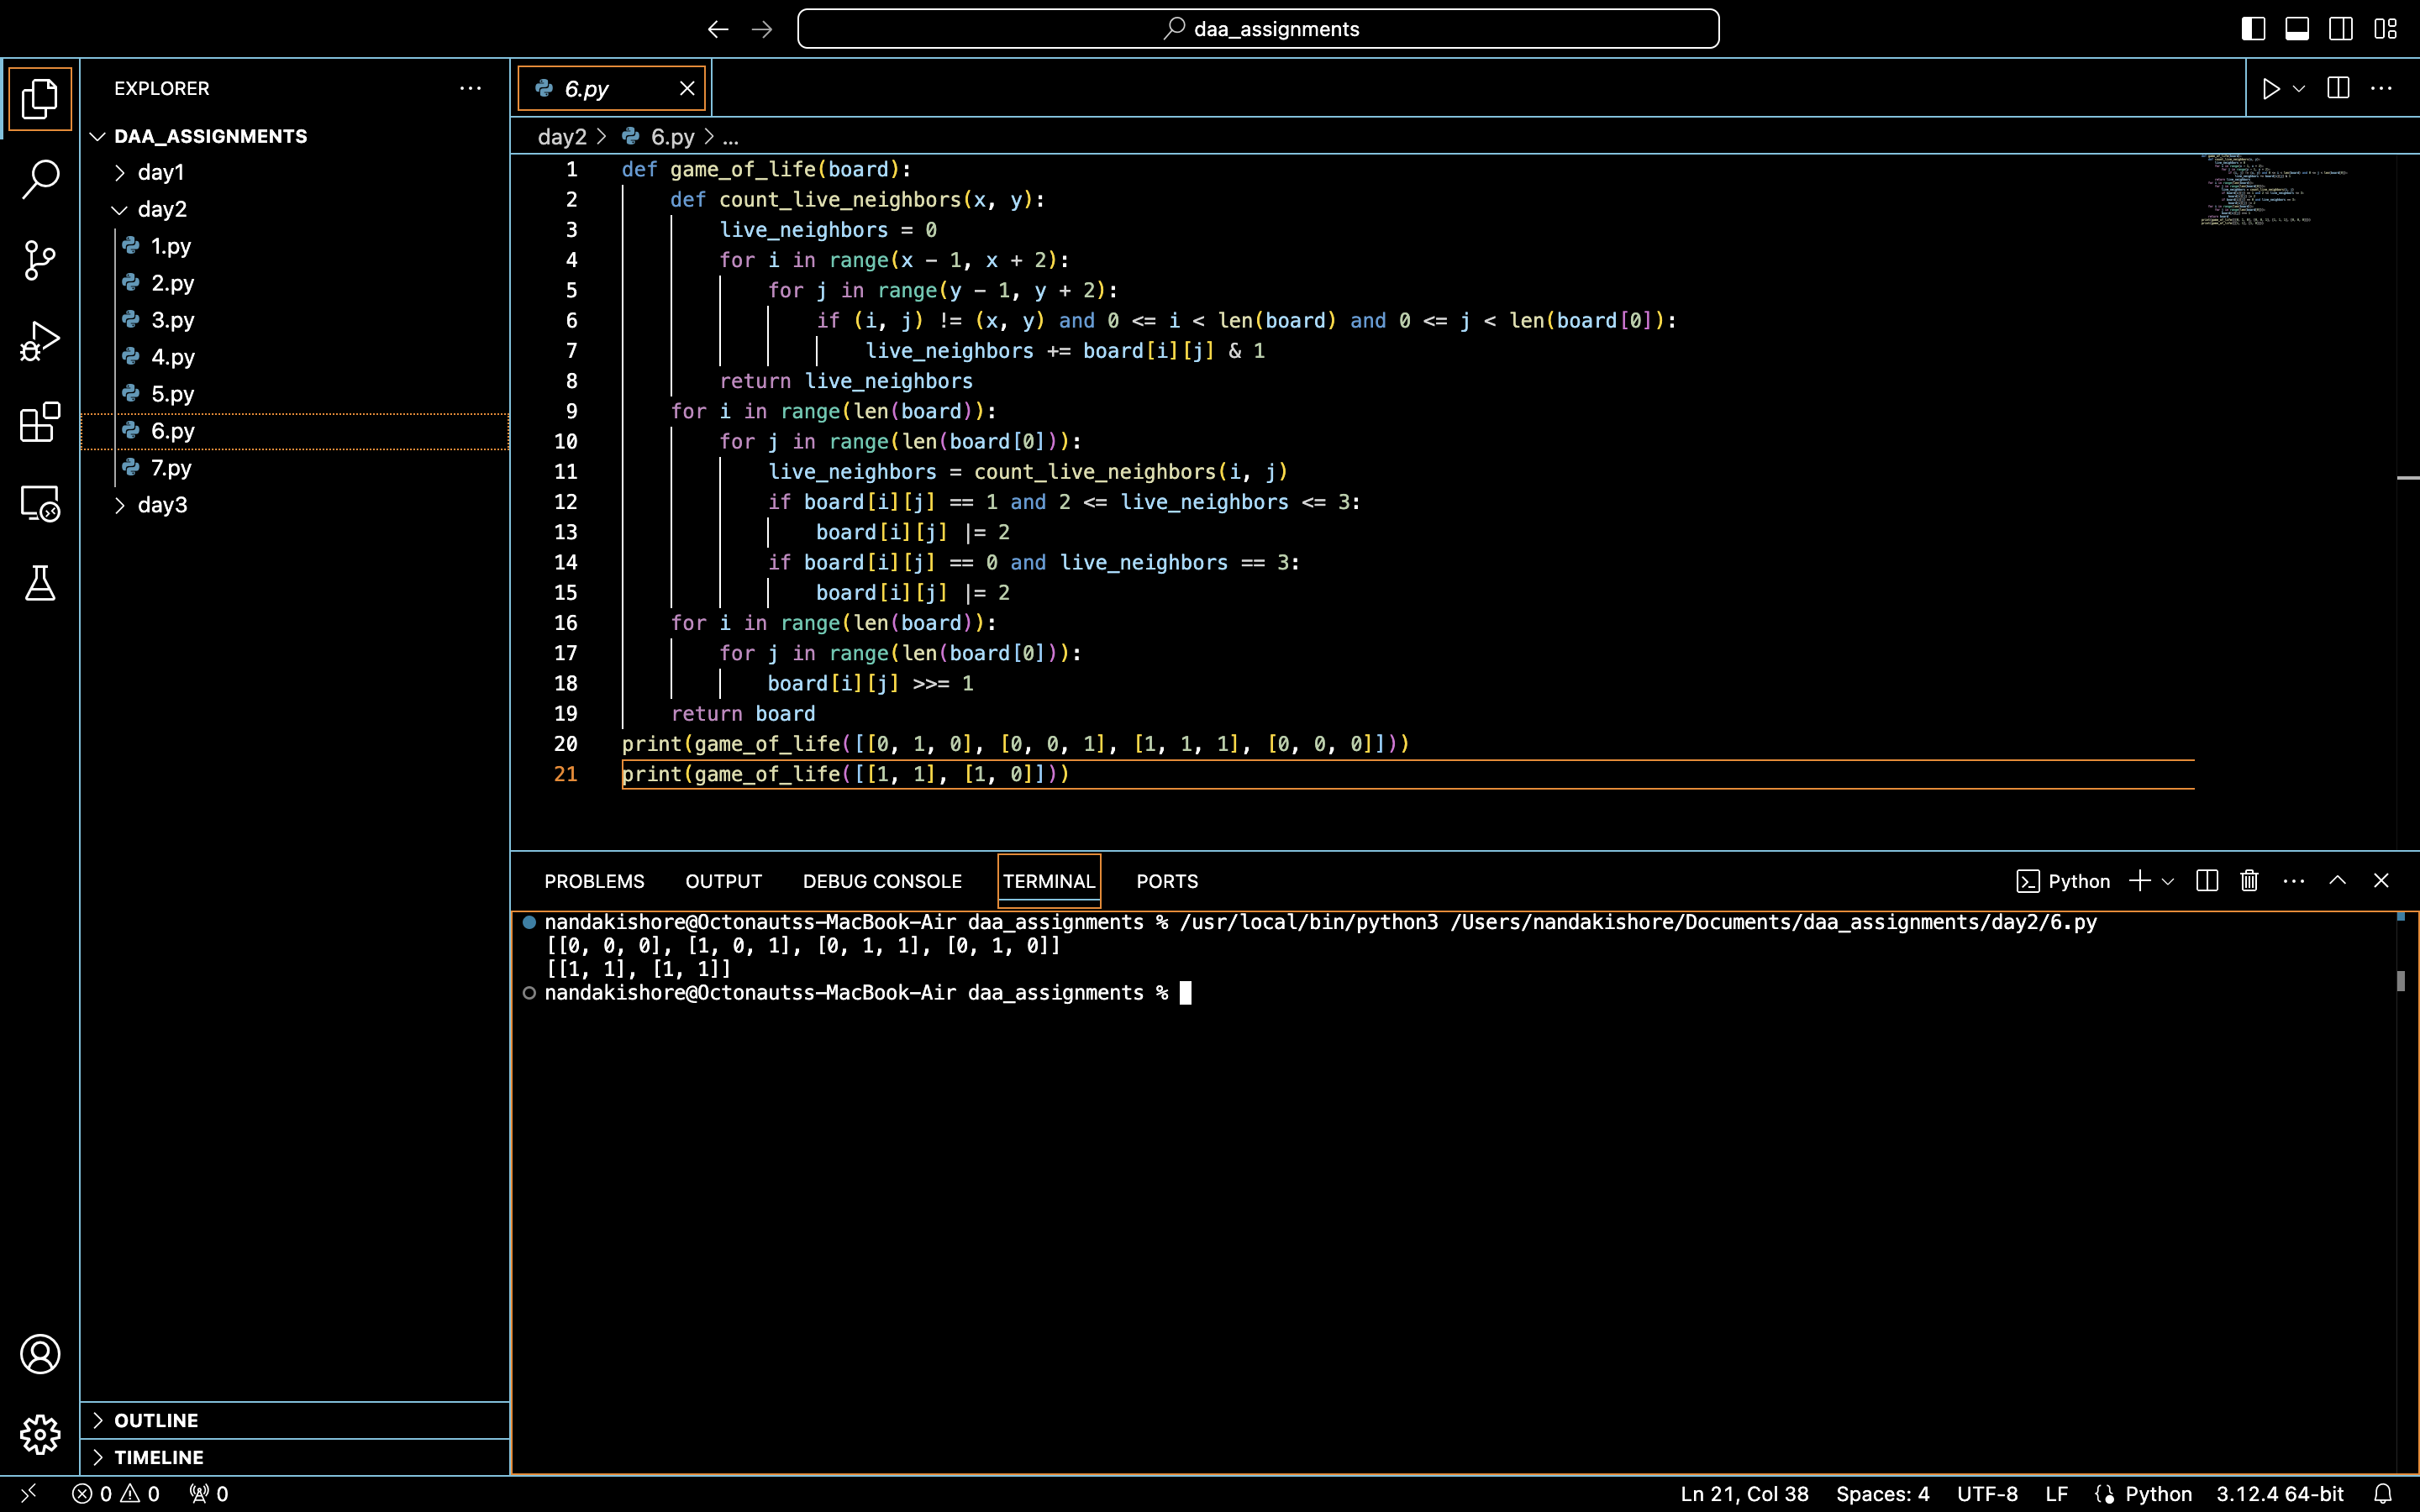 daa_assignments
EXPLORER
DAA_ASSIGNMENTS
day1
day2
1.py
2.py
3.py
4.py
5.py
6.py
7.py
day3
OUTLINE
TIMELINE
6.py
day2 > 6.py > ...
1 def game_of_life(board):
2     def count_live_neighbors(x, y):
3         live_neighbors = 0
4         for i in range(x - 1, x + 2):
5             for j in range(y - 1, y + 2):
6                 if (i, j) != (x, y) and 0 <= i < len(board) and 0 <= j < len(board[0]):
7                     live_neighbors += board[i][j] & 1
8         return live_neighbors
9     for i in range(len(board)):
10         for j in range(len(board[0])):
11             live_neighbors = count_live_neighbors(i, j)
12             if board[i][j] == 1 and 2 <= live_neighbors <= 3:
13                 board[i][j] |= 2
14             if board[i][j] == 0 and live_neighbors == 3:
15                 board[i][j] |= 2
16     for i in range(len(board)):
17         for j in range(len(board[0])):
18             board[i][j] >>= 1
19     return board
20 print(game_of_life([[0, 1, 0], [0, 0, 1], [1, 1, 1], [0, 0, 0]]))
21 print(game_of_life([[1, 1], [1, 0]]))
PROBLEMS OUTPUT DEBUG CONSOLE TERMINAL PORTS Python
nandakishore@Octonautss-MacBook-Air daa_assignments % /usr/local/bin/python3 /Users/nandakishore/Documents/daa_assignments/day2/6.py
[[0, 0, 0], [1, 0, 1], [0, 1, 1], [0, 1, 0]]
[[1, 1], [1, 1]]
nandakishore@Octonautss-MacBook-Air daa_assignments %
0 0 0 Ln 21, Col 38 Spaces: 4 UTF-8 LF Python 3.12.4 64-bit